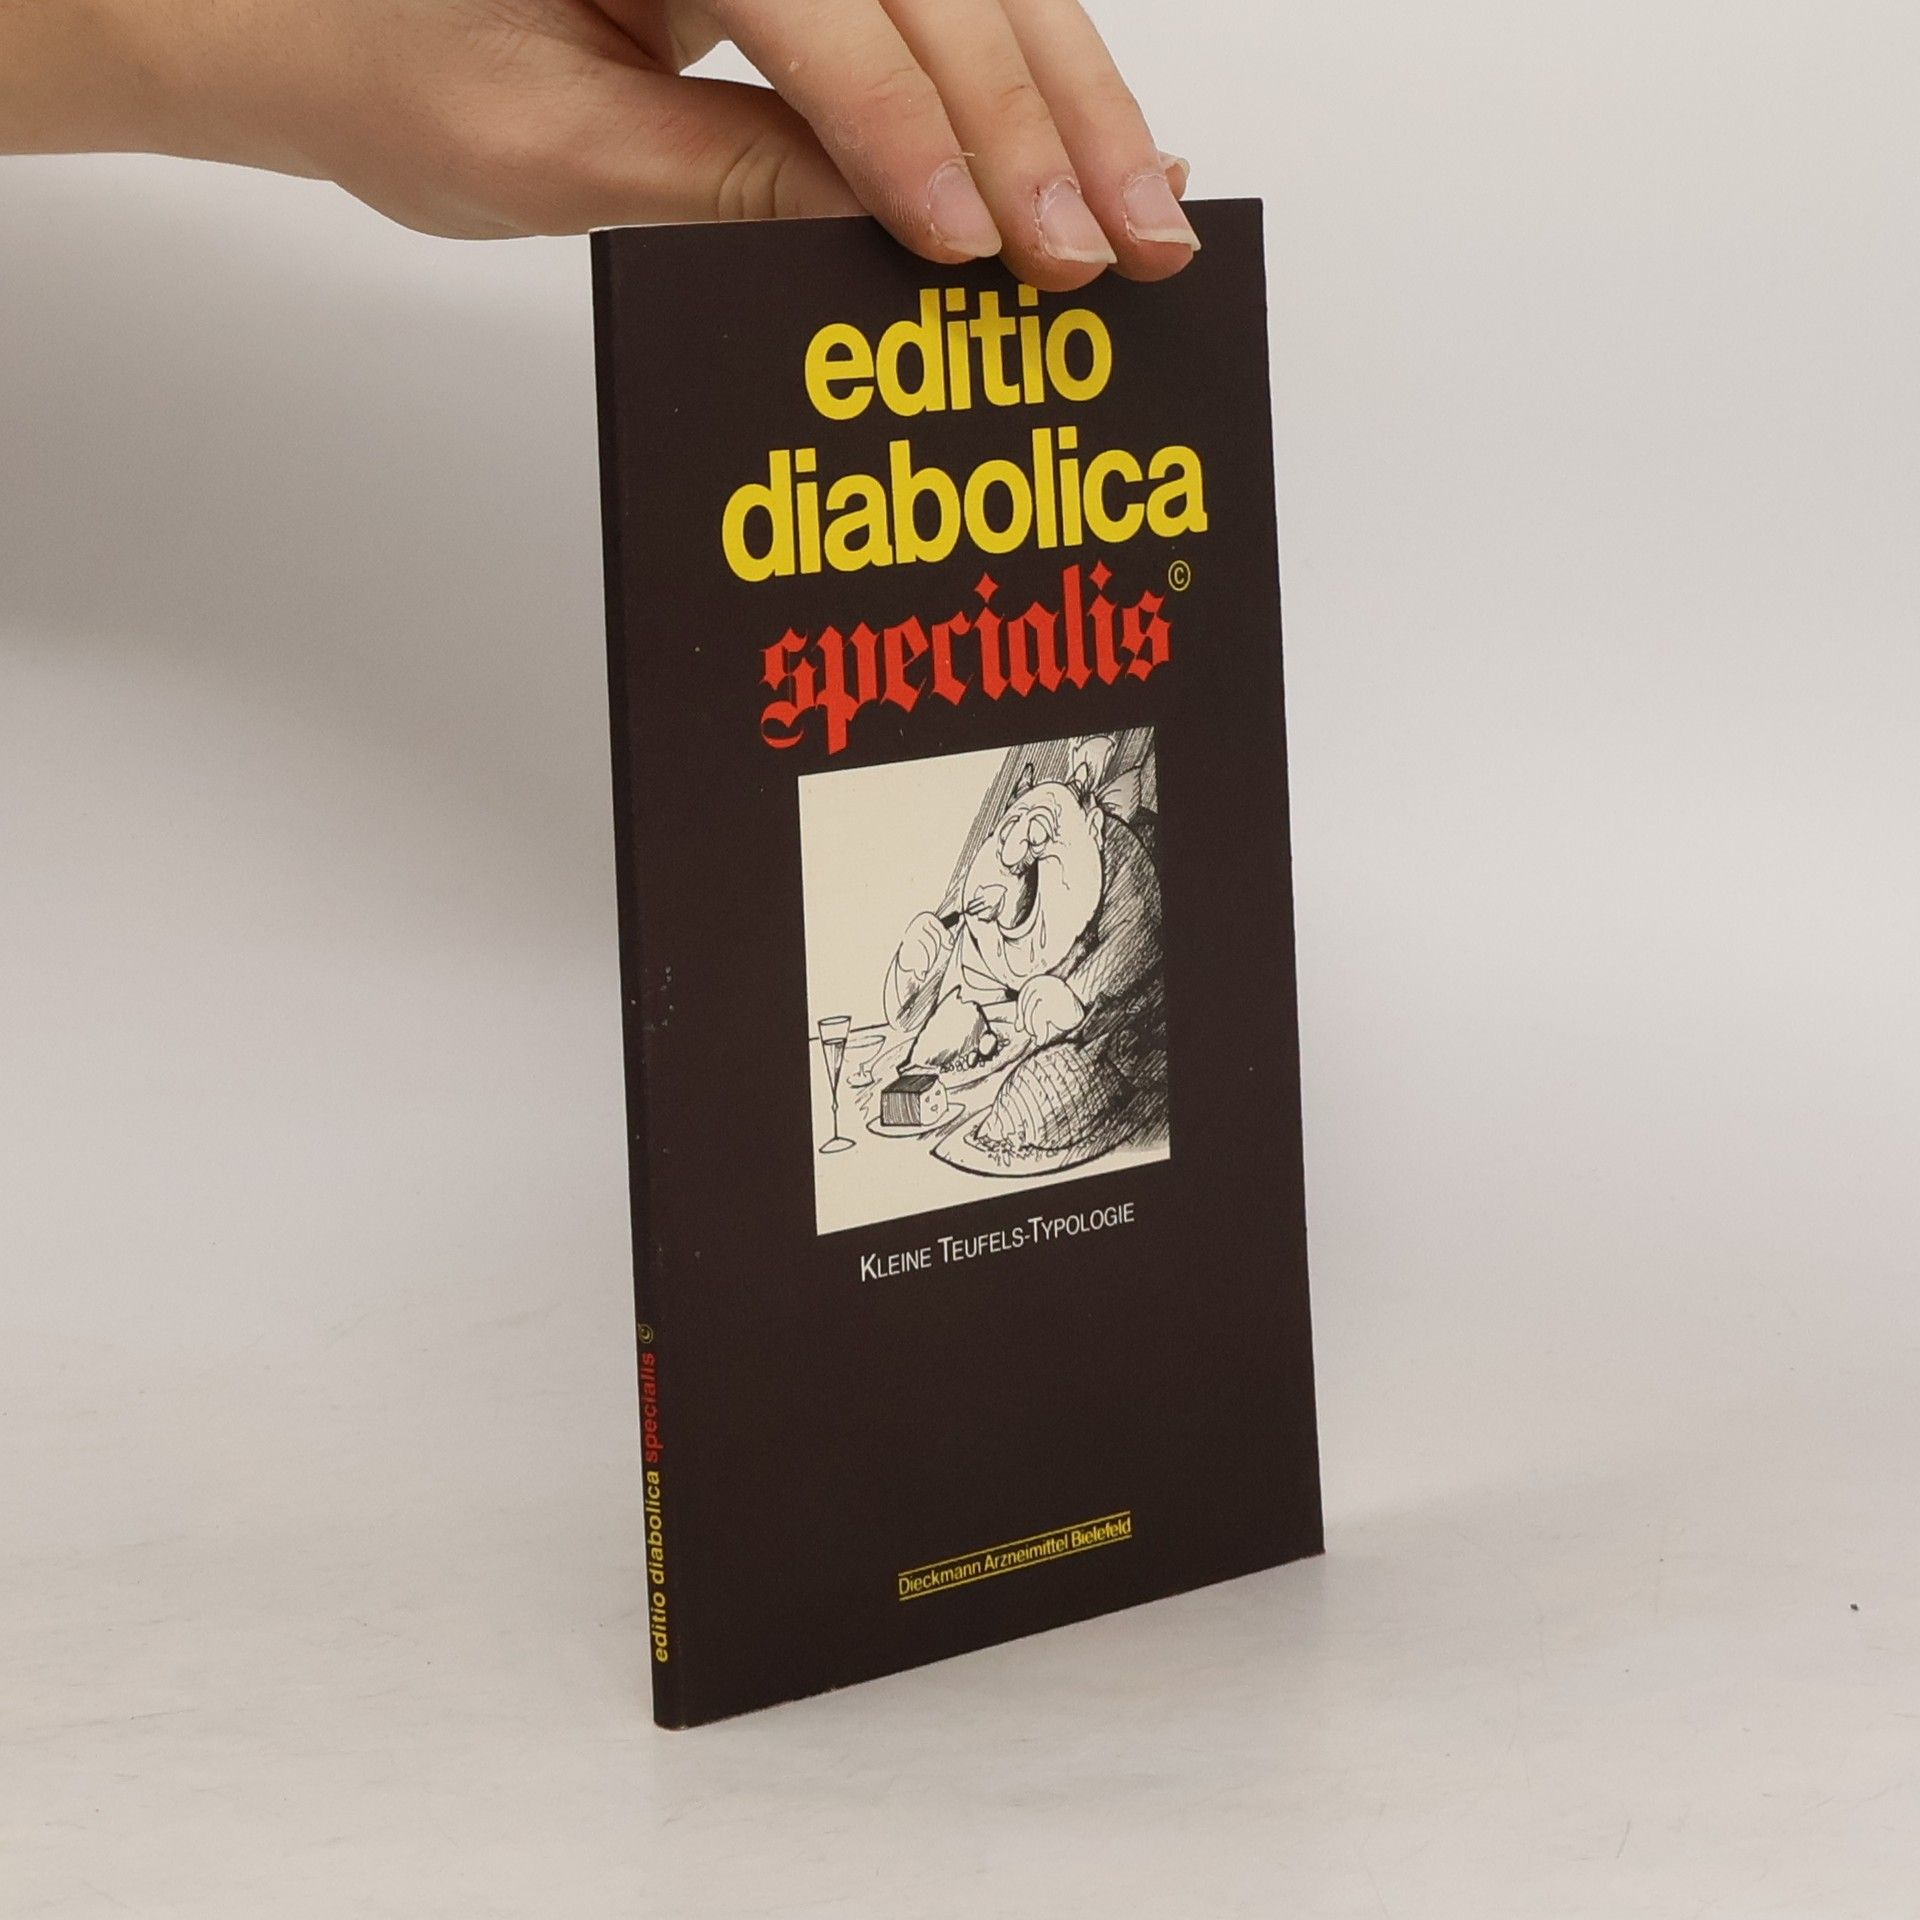 editio
diabolica
specialis©
KLEINE TEUFELS-TYPOLOGIE
Dieckmann Arzneimittel Bielefeld
editio diabolica specialis ©